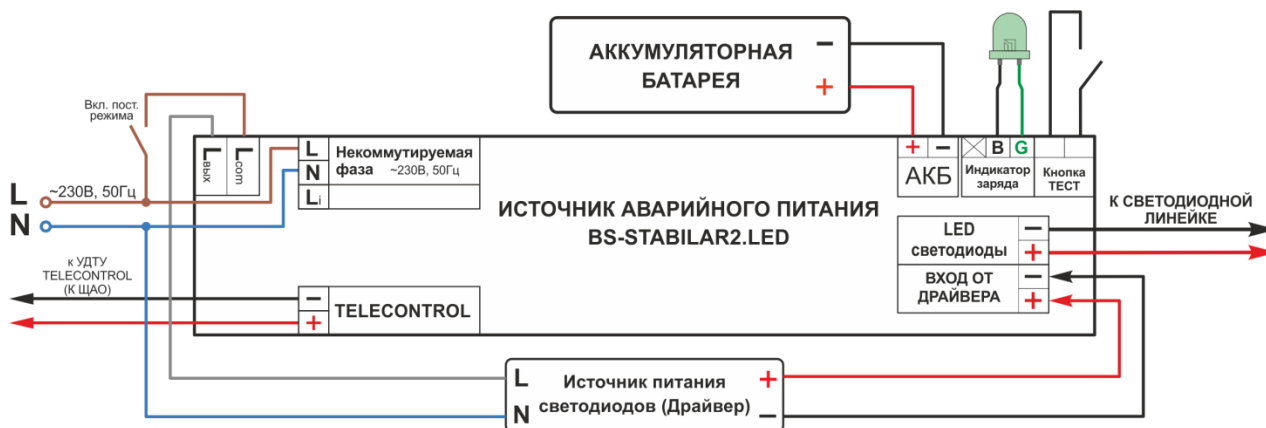 АККУМУЛЯТОРНАЯ
БАТАРЕЯ
−
+
Вкл. пост.
режима
Lвых
Lcom
L
N
Li
Некоммутируемая
фаза ~230В, 50Гц
+
−
АКБ
B
G
Индикатор
заряда
Кнопка
ТЕСТ
L
N
~230В, 50Гц
ИСТОЧНИК АВАРИЙНОГО ПИТАНИЯ
BS-STABILAR2.LED
LED
светодиоды
−
+
ВХОД ОТ
ДРАЙВЕРА
−
+
К СВЕТОДИОДНОЙ
ЛИНЕЙКЕ
к УДТУ
TELECONTROL
(К ЩАО)
−
+
TELECONTROL
L
N
Источник питания
светодиодов (Драйвер)
+
−